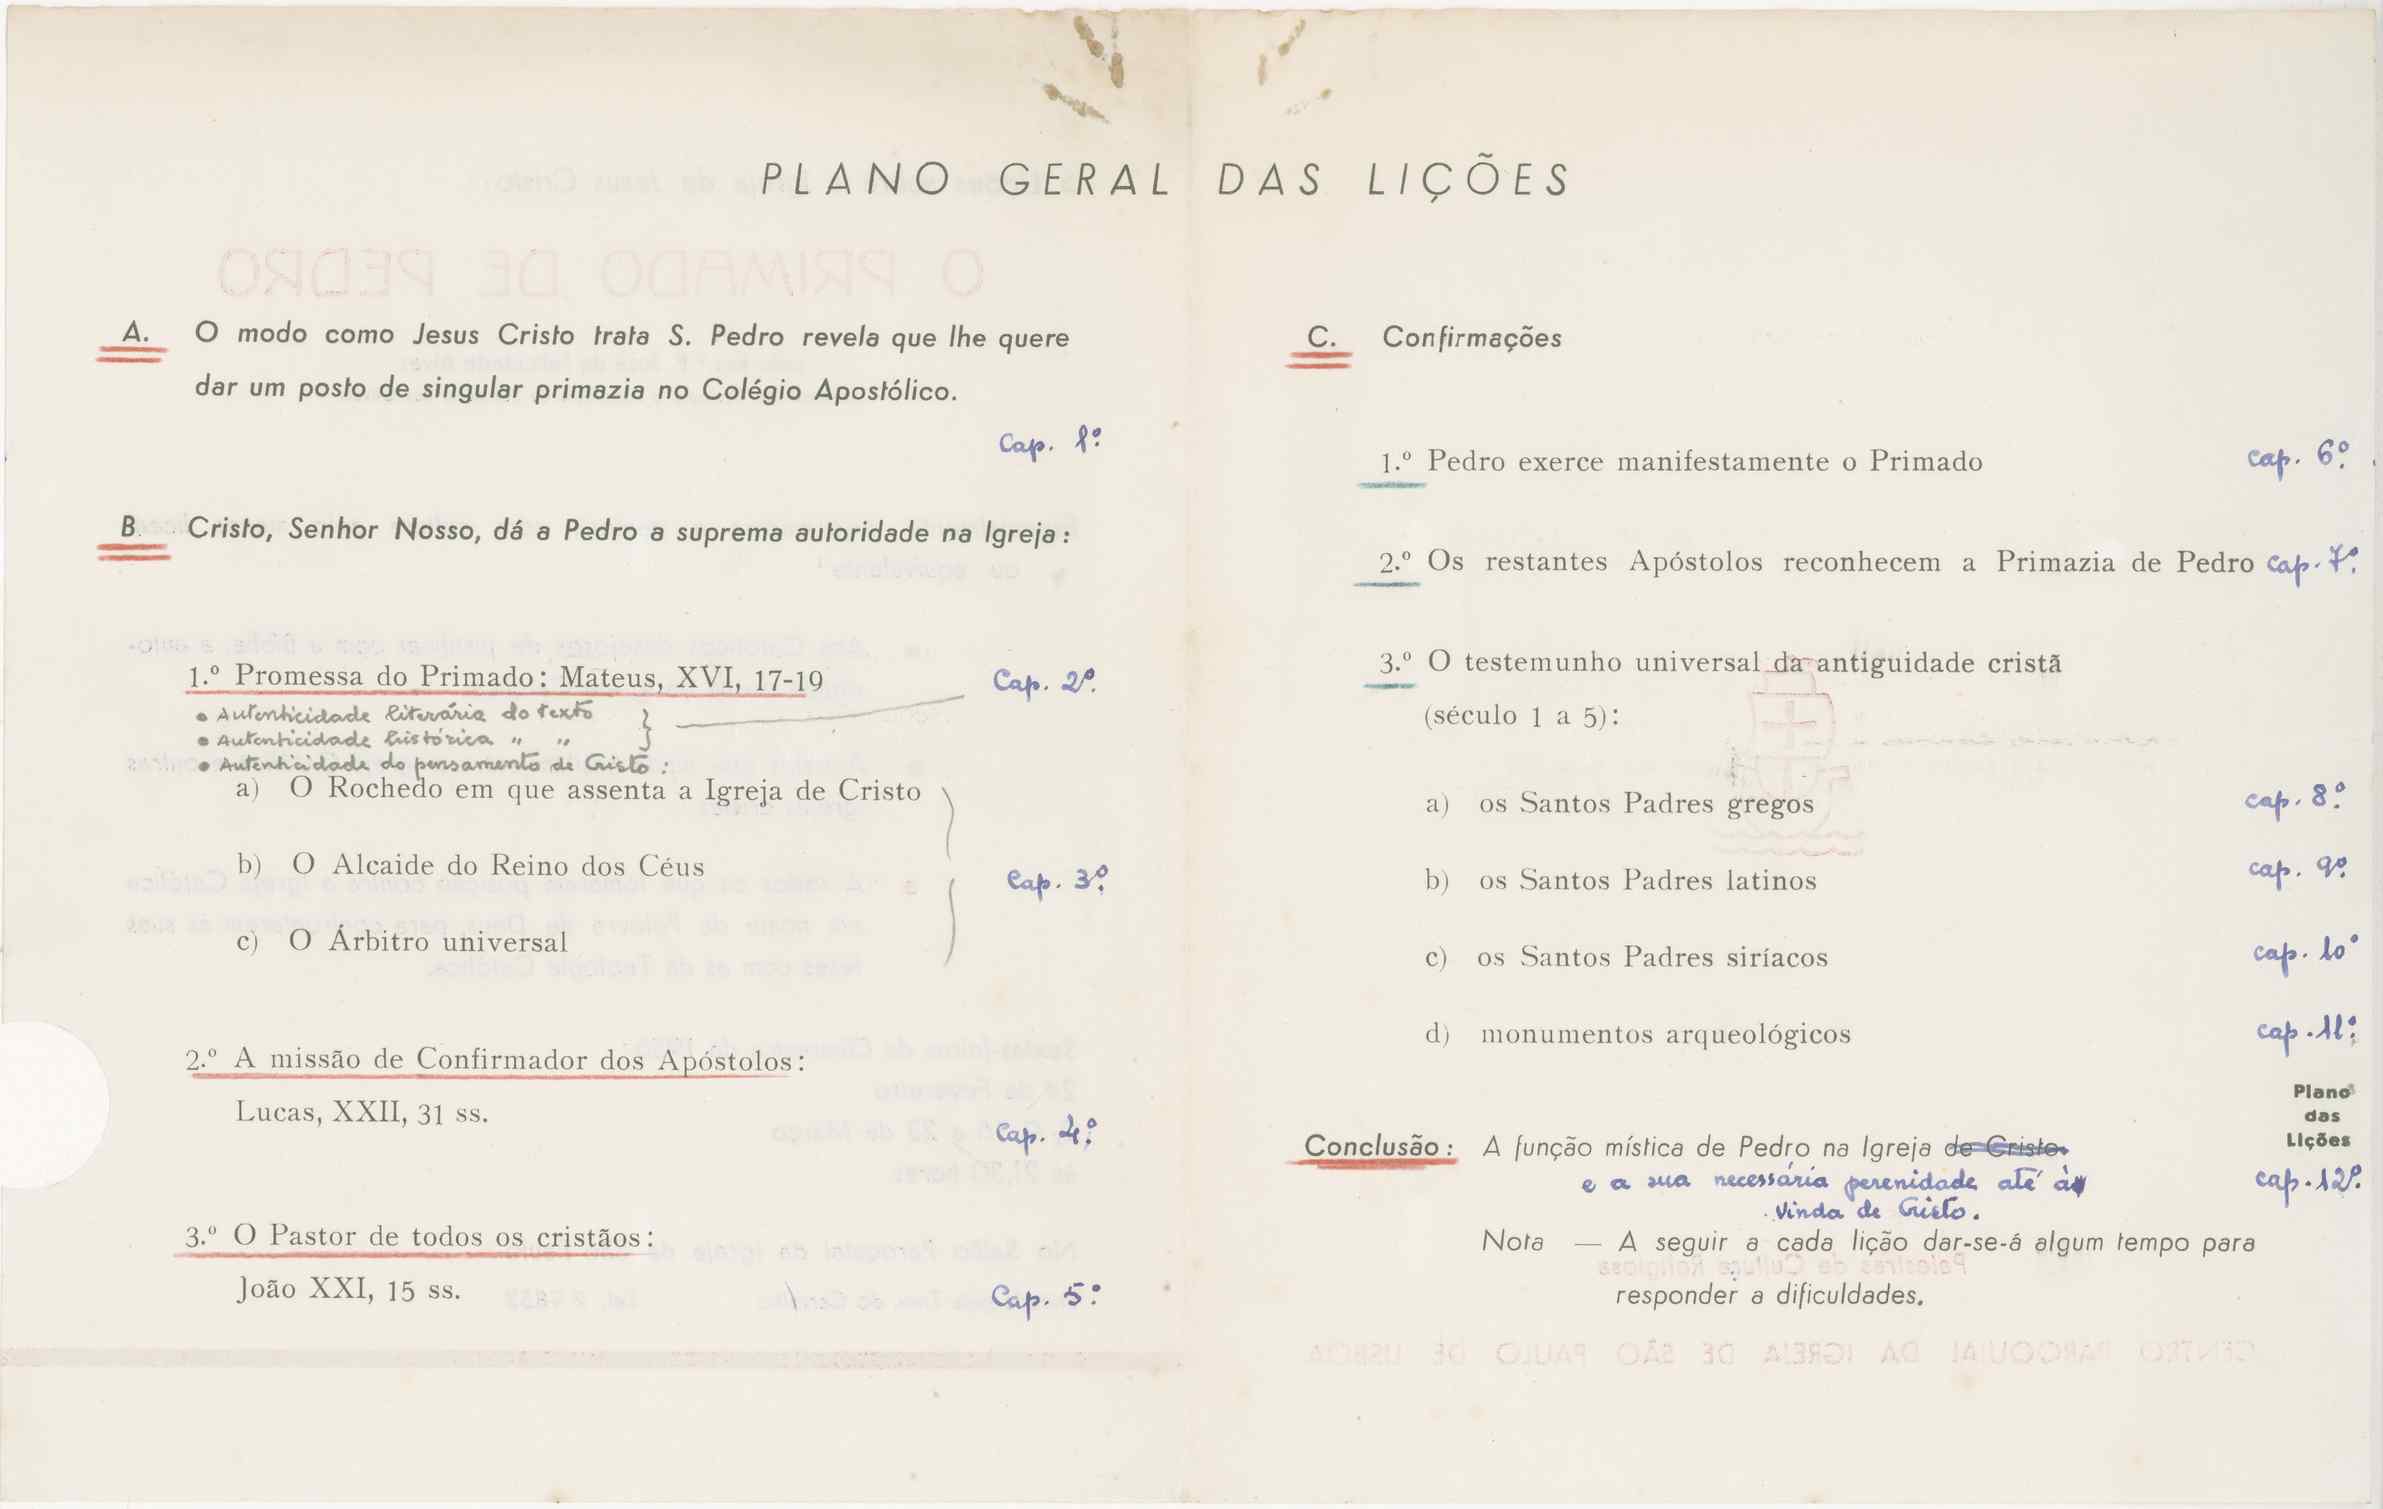 PLANO GERAL DAS LIÇÕES
A. O modo como Jesus Cristo trata S. Pedro revela que lhe quere
dar um posto de singular primazia no Colégio Apostólico.
Cap. 1º.
B. Cristo, Senhor Nosso, dá a Pedro a suprema autoridade na Igreja:
1.º Promessa do Primado: Mateus, XVI, 17-19 Cap. 2º.
• Autenticidade literária do texto
• Autenticidade histórica " "
• Autenticidade do pensamento de Cristo:
a) O Rochedo em que assenta a Igreja de Cristo
b) O Alcaide do Reino dos Céus
Cap. 3º.
c) O Árbitro universal
2.º A missão de Confirmador dos Apóstolos:
Lucas, XXII, 31 ss.
Cap. 4º.
3.º O Pastor de todos os cristãos:
João XXI, 15 ss. Cap. 5º.
C. Confirmações
1.º Pedro exerce manifestamente o Primado cap. 6º.
2.º Os restantes Apóstolos reconhecem a Primazia de Pedro cap. 7º.
3.º O testemunho universal da antiguidade cristã
(século 1 a 5):
a) os Santos Padres gregos cap. 8º.
b) os Santos Padres latinos cap. 9º.
c) os Santos Padres siríacos cap. 10º
d) monumentos arqueológicos cap. 11º.
Plano
das
Lições
Conclusão: A função mística de Pedro na Igreja de Cristo.
e a sua necessária perenidade até à cap. 12º.
vinda de Cristo.
Nota — A seguir a cada lição dar-se-á algum tempo para
responder a dificuldades.